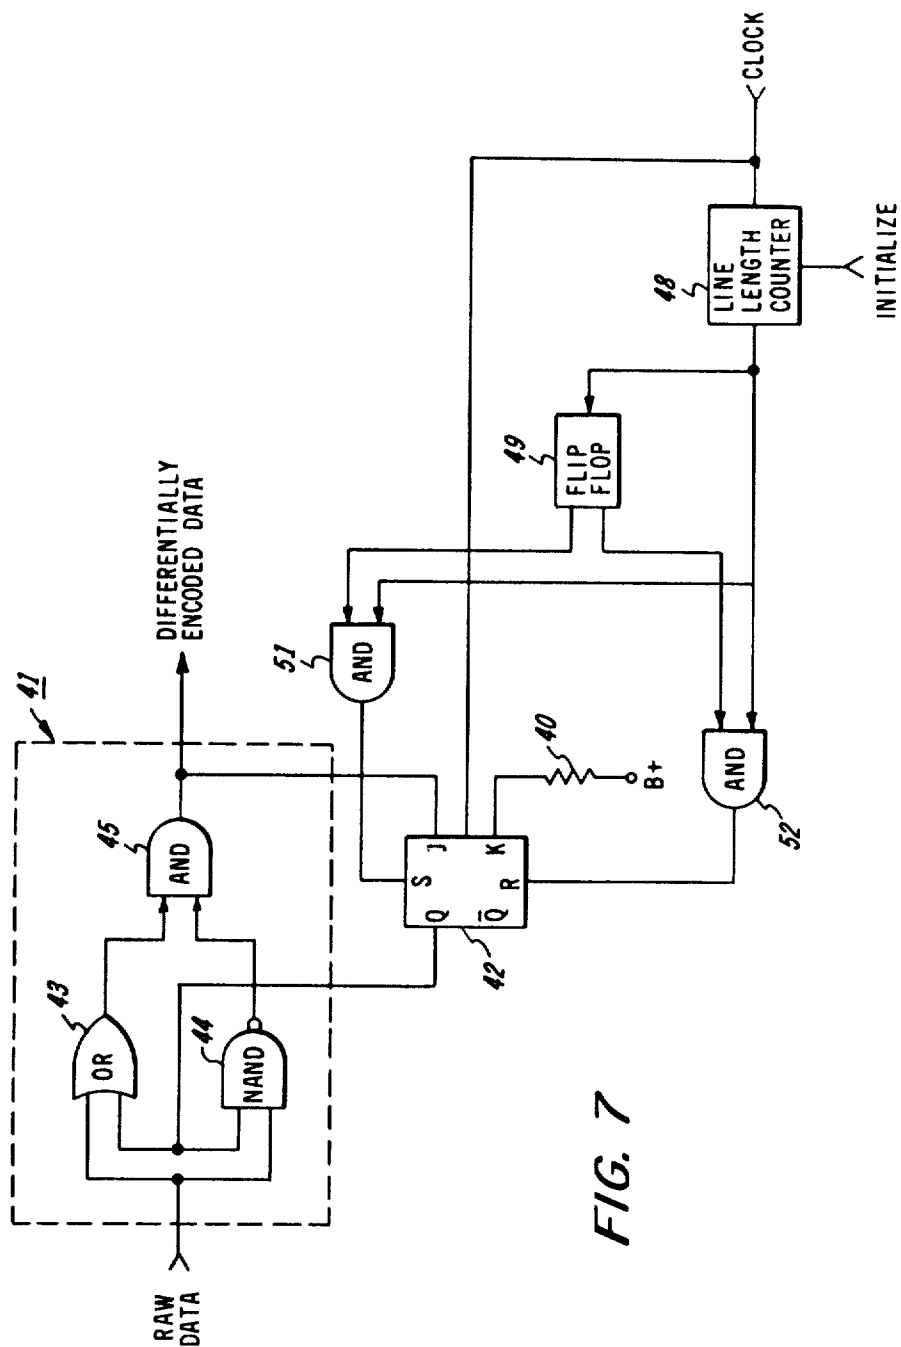 RAW
DATA
41
43
OR
44
NAND
45
AND
DIFFERENTIALLY
ENCODED DATA
42
Q
S
J
Q̅
R
K
51
AND
40
B+
52
AND
49
FLIP
FLOP
48
LINE
LENGTH
COUNTER
CLOCK
INITIALIZE
FIG. 7